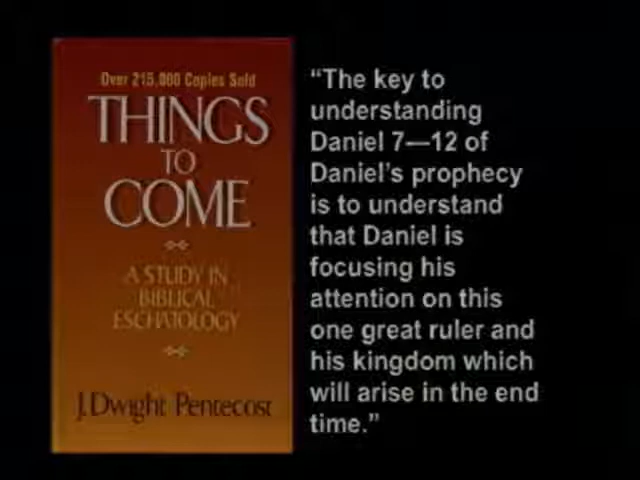 Over 215,000 Copies Sold
THINGS
TO
COME
A STUDY IN
BIBLICAL
ESCHATOLOGY
J. Dwight Pentecost
“The key to
understanding
Daniel 7—12 of
Daniel’s prophecy
is to understand
that Daniel is
focusing his
attention on this
one great ruler and
his kingdom which
will arise in the end
time.”